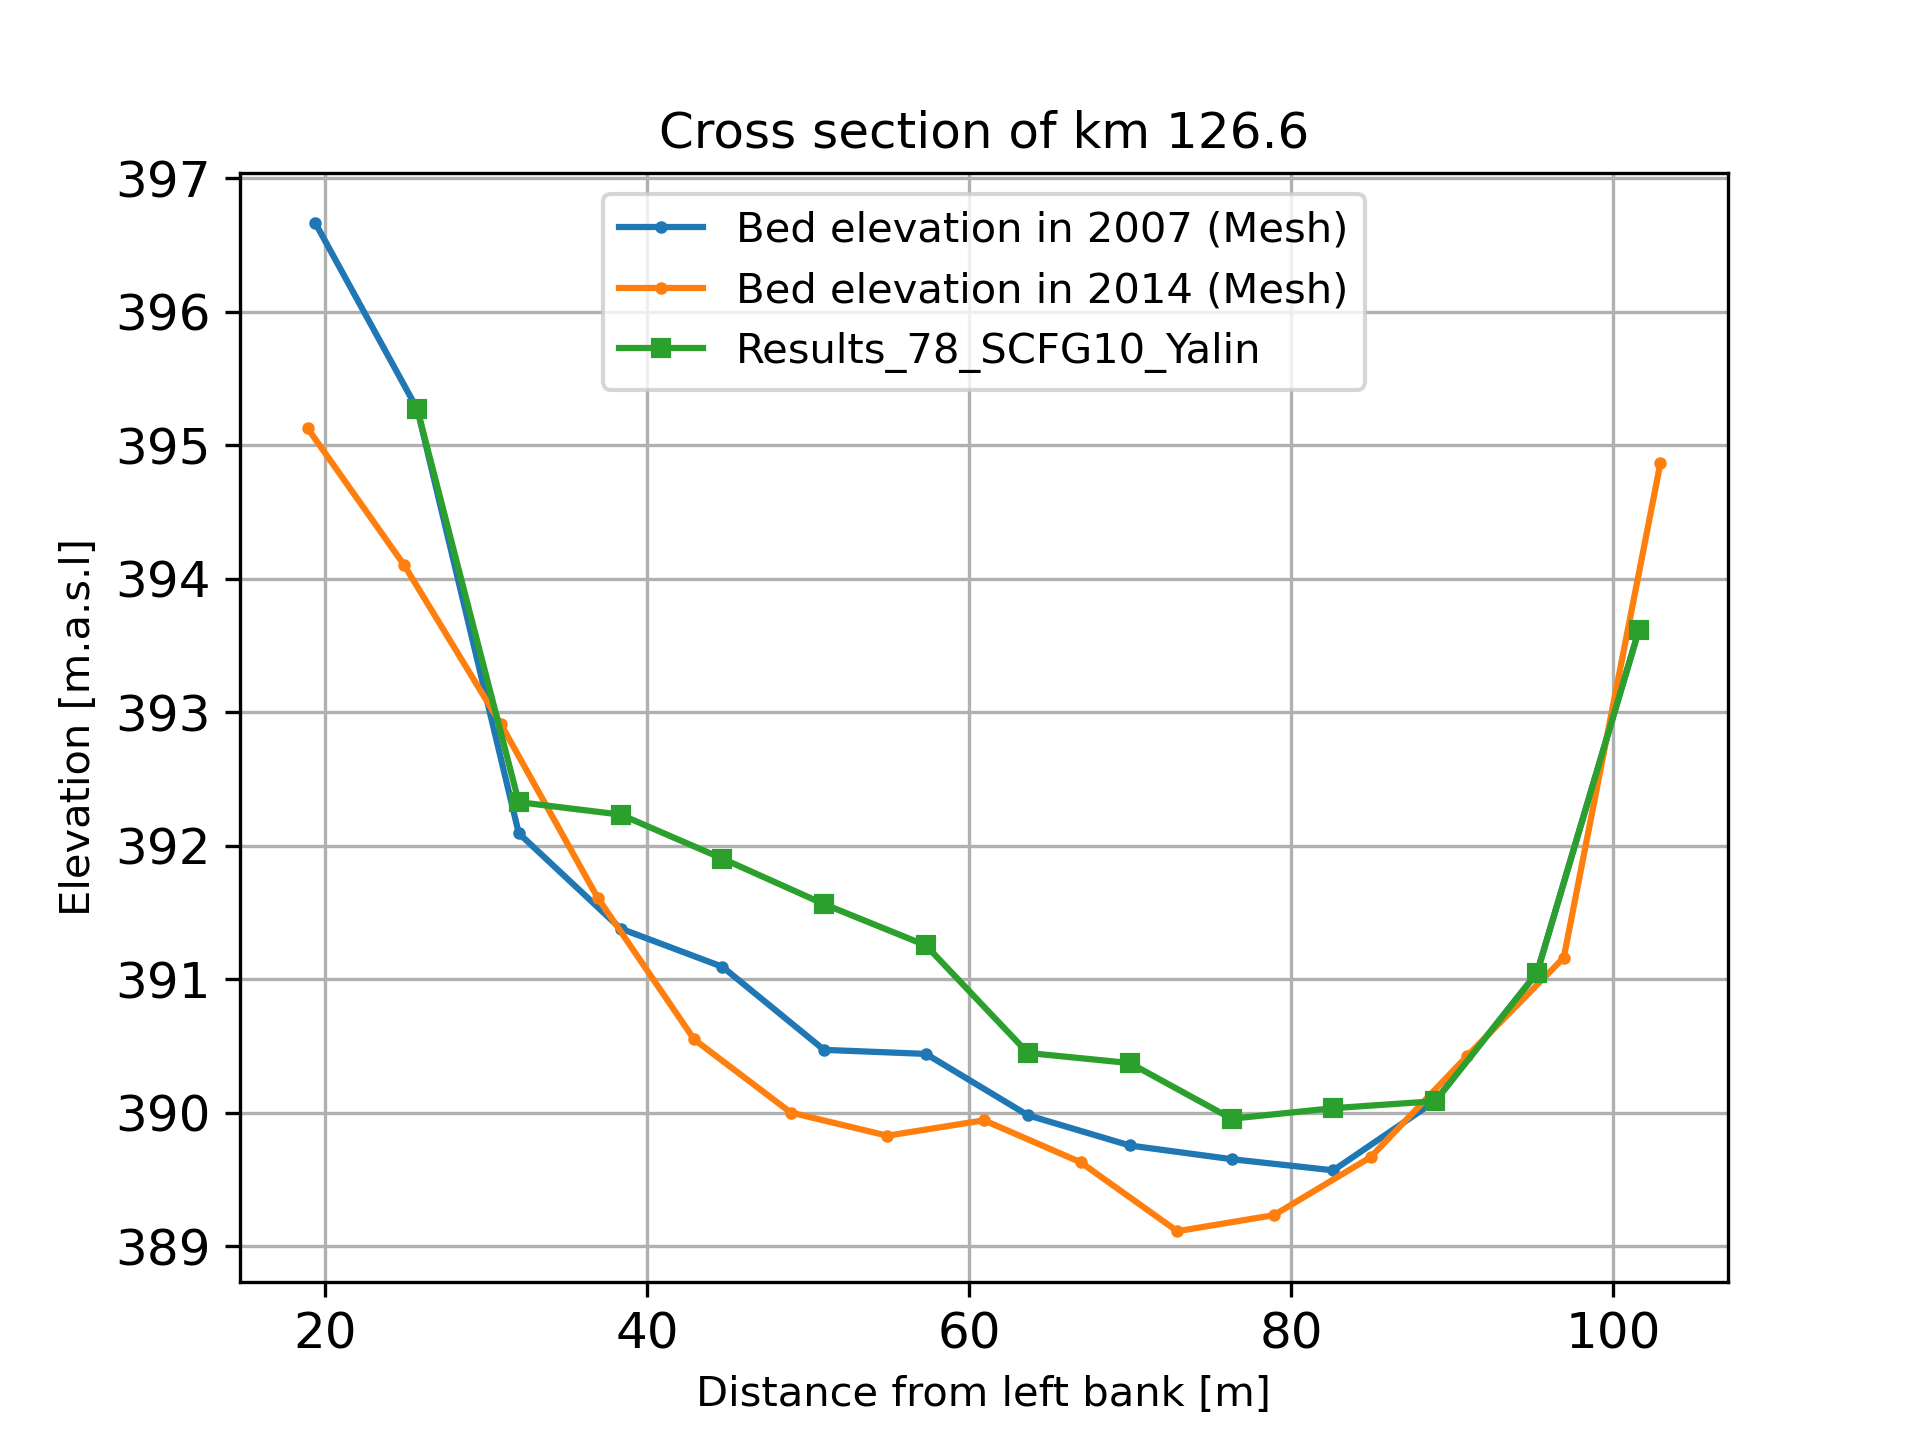 Cross section of km 126.6
397
396
395
394
393
392
391
390
389
Elevation [m.a.s.l]
Bed elevation in 2007 (Mesh)
Bed elevation in 2014 (Mesh)
Results_78_SCFG10_Yalin
20 40 60 80 100
Distance from left bank [m]